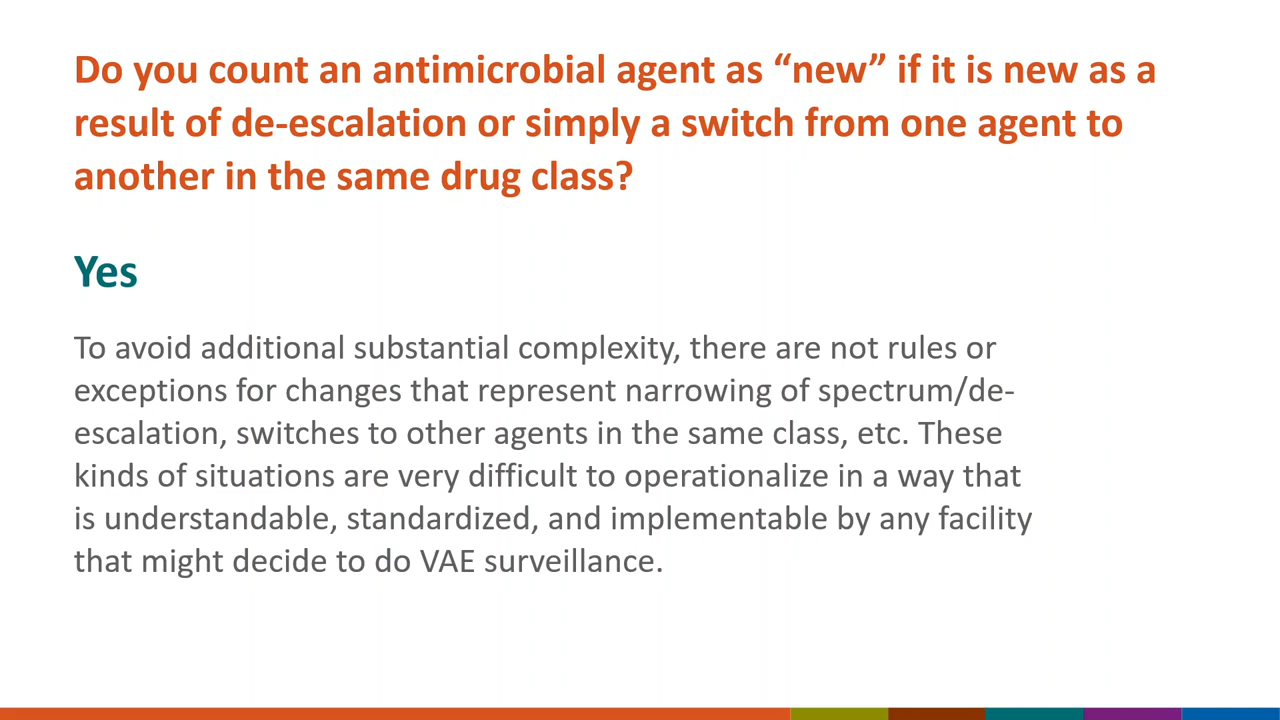 Do you count an antimicrobial agent as “new” if it is new as a
result of de-escalation or simply a switch from one agent to
another in the same drug class?
Yes
To avoid additional substantial complexity, there are not rules or
exceptions for changes that represent narrowing of spectrum/de-
escalation, switches to other agents in the same class, etc. These
kinds of situations are very difficult to operationalize in a way that
is understandable, standardized, and implementable by any facility
that might decide to do VAE surveillance.